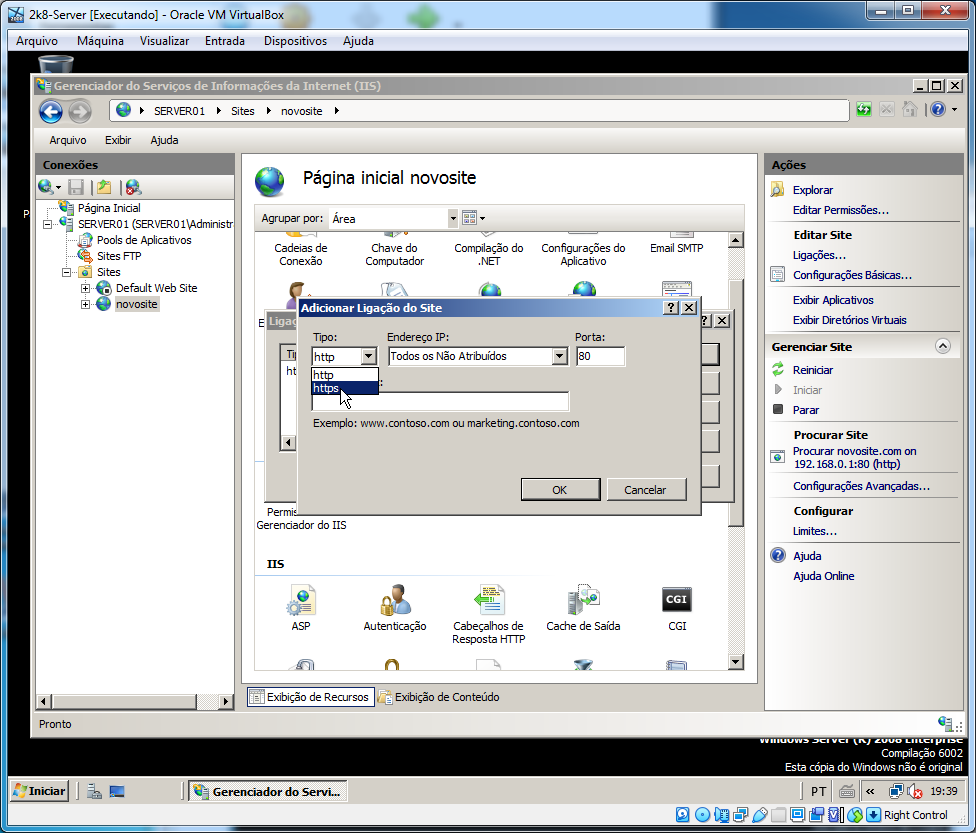 2k8-Server [Executando] - Oracle VM VirtualBox
Arquivo Máquina Visualizar Entrada Dispositivos Ajuda
Gerenciador do Serviços de Informações da Internet (IIS)
SERVER01 Sites novosite
Arquivo Exibir Ajuda
Conexões
Página Inicial
SERVER01 (SERVER01\Administr
Pools de Aplicativos
Sites FTP
Sites
Default Web Site
novosite
Página inicial novosite
Agrupar por: Área
Cadeias de Conexão
Chave do Computador
Compilação do .NET
Configurações do Aplicativo
Email SMTP
Adicionar Ligação do Site
Tipo: Endereço IP: Porta:
http Todos os Não Atribuídos 80
http
https
Exemplo: www.contoso.com ou marketing.contoso.com
OK Cancelar
Gerenciador do IIS
IIS
ASP
Autenticação
Cabeçalhos de Resposta HTTP
Cache de Saída
CGI
CGI
Exibição de Recursos Exibição de Conteúdo
Ações
Explorar
Editar Permissões...
Editar Site
Ligações...
Configurações Básicas...
Exibir Aplicativos
Exibir Diretórios Virtuais
Gerenciar Site
Reiniciar
Iniciar
Parar
Procurar Site
Procurar novosite.com on
192.168.0.1:80 (http)
Configurações Avançadas...
Configurar
Limites...
Ajuda
Ajuda Online
Pronto
Windows Server (R) 2008 Enterprise
Compilação 6002
Esta cópia do Windows não é original
Iniciar
Gerenciador do Servi...
PT
19:39
Right Control